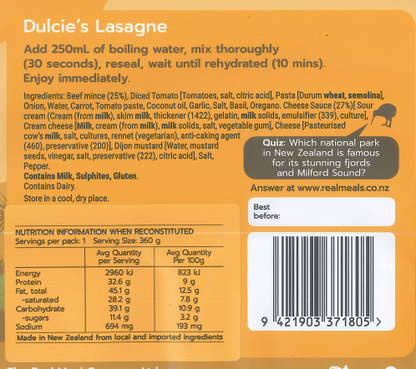 Dulcie's Lasagne
Add 250mL of boiling water, mix thoroughly
(30 seconds), reseal, wait until rehydrated (10 mins).
Enjoy immediately.
Ingredients: Beef mince (25%), Diced Tomato [Tomatoes, salt, citric acid], Pasta [Durum wheat, semolina],
Onion, Water, Carrot, Tomato paste, Coconut oil, Garlic, Salt, Basil, Oregano. Cheese Sauce (27%)[ Sour
cream (Cream (from milk), skim milk, thickener (1422), gelatin, milk solids, emulsifier (339), culture],
Cream cheese [Milk, cream (from milk), milk solids, salt, vegetable gum], Cheese [Pasteurised
cow's milk, salt, cultures, rennet (vegetarian), anti-caking agent
(460), preservative (200)], Dijon mustard [Water, mustard
seeds, vinegar, salt, preservative (222), citric acid], Salt,
Pepper.
Contains Milk, Sulphites, Gluten.
Contains Dairy.
Store in a cool, dry place.
Quiz: Which national park
in New Zealand is famous
for its stunning fjords
and Milford Sound?
Answer at www.realmeals.co.nz
Best
before:
NUTRITION INFORMATION WHEN RECONSTITUTED
Servings per pack: 1 Serving Size: 360 g
Avg Quantity Avg Quantity
per Serving Per 100g
Energy 2960 kJ 823 kJ
Protein 32.6 g 9 g
Fat, total 45.1 g 12.5 g
-saturated 28.2 g 7.8 g
Carbohydrate 39.1 g 10.9 g
-sugars 11.4 g 3.2 g
Sodium 694 mg 193 mg
Made in New Zealand from local and imported ingredients
9 421903 371805 >